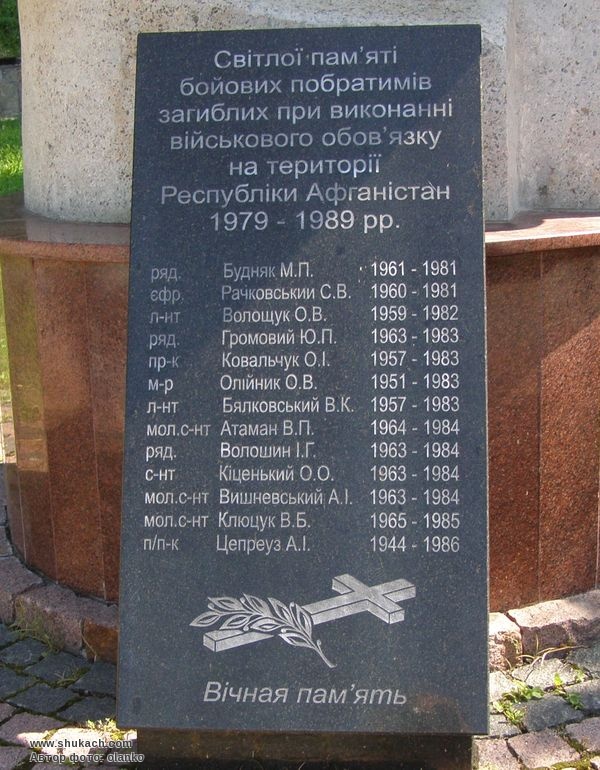 Світлої пам'яті
бойових побратимів
загиблих при виконанні
військового обов'язку
на території
Республіки Афганістан
1979 - 1989 рр.
ряд. Будняк М.П. 1961 - 1981
єфр. Рачковський С.В. 1960 - 1981
л-нт Волощук О.В. 1959 - 1982
ряд. Громовий Ю.П. 1963 - 1983
пр-к Ковальчук О.І. 1957 - 1983
м-р Олійник О.В. 1951 - 1983
л-нт Бялковський В.К. 1957 - 1983
мол.с-нт Атаман В.П. 1964 - 1984
ряд. Волошин І.Г. 1963 - 1984
с-нт Кіценький О.О. 1963 - 1984
мол.с-нт Вишневський А.І. 1963 - 1984
мол.с-нт Клюцук В.Б. 1965 - 1985
п/п-к Цепреуз А.І. 1944 - 1986
Вічная пам'ять
www.shukach.com
Автор фото: olanko